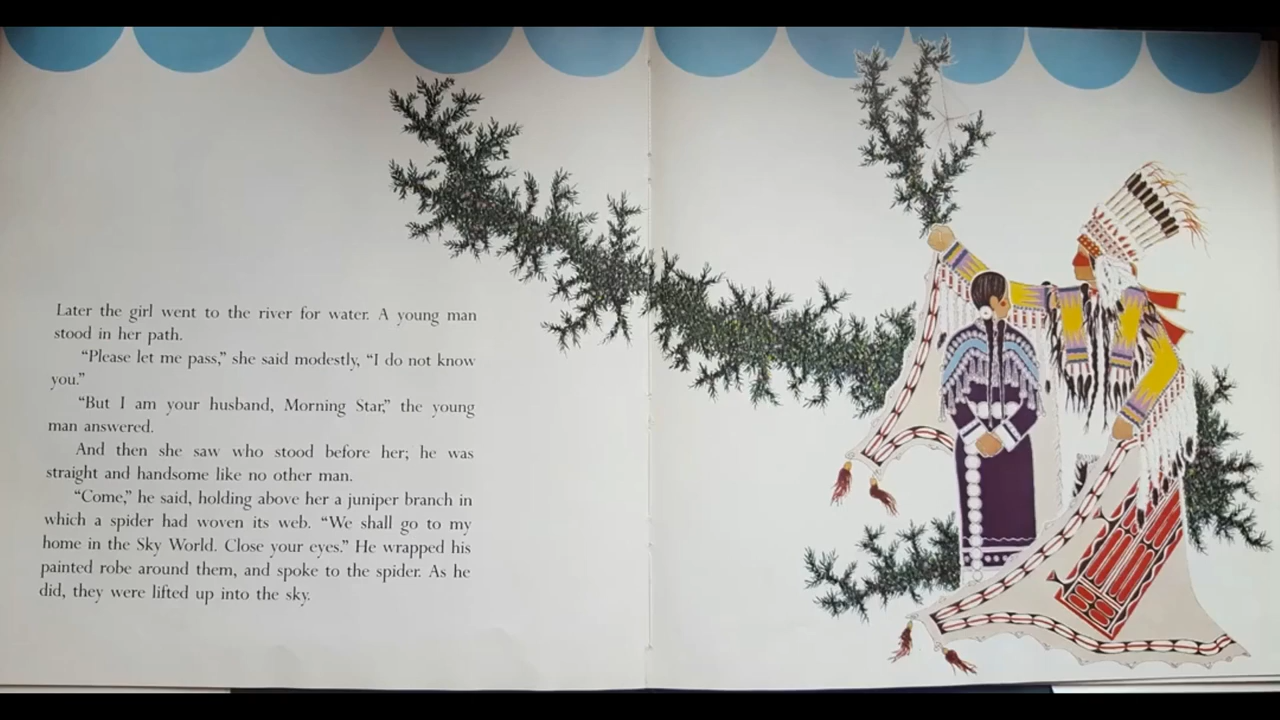 Later the girl went to the river for water. A young man
stood in her path.
“Please let me pass,” she said modestly, “I do not know
you.”
“But I am your husband, Morning Star,” the young
man answered.
And then she saw who stood before her; he was
straight and handsome like no other man.
“Come,” he said, holding above her a juniper branch in
which a spider had woven its web. “We shall go to my
home in the Sky World. Close your eyes.” He wrapped his
painted robe around them, and spoke to the spider. As he
did, they were lifted up into the sky.